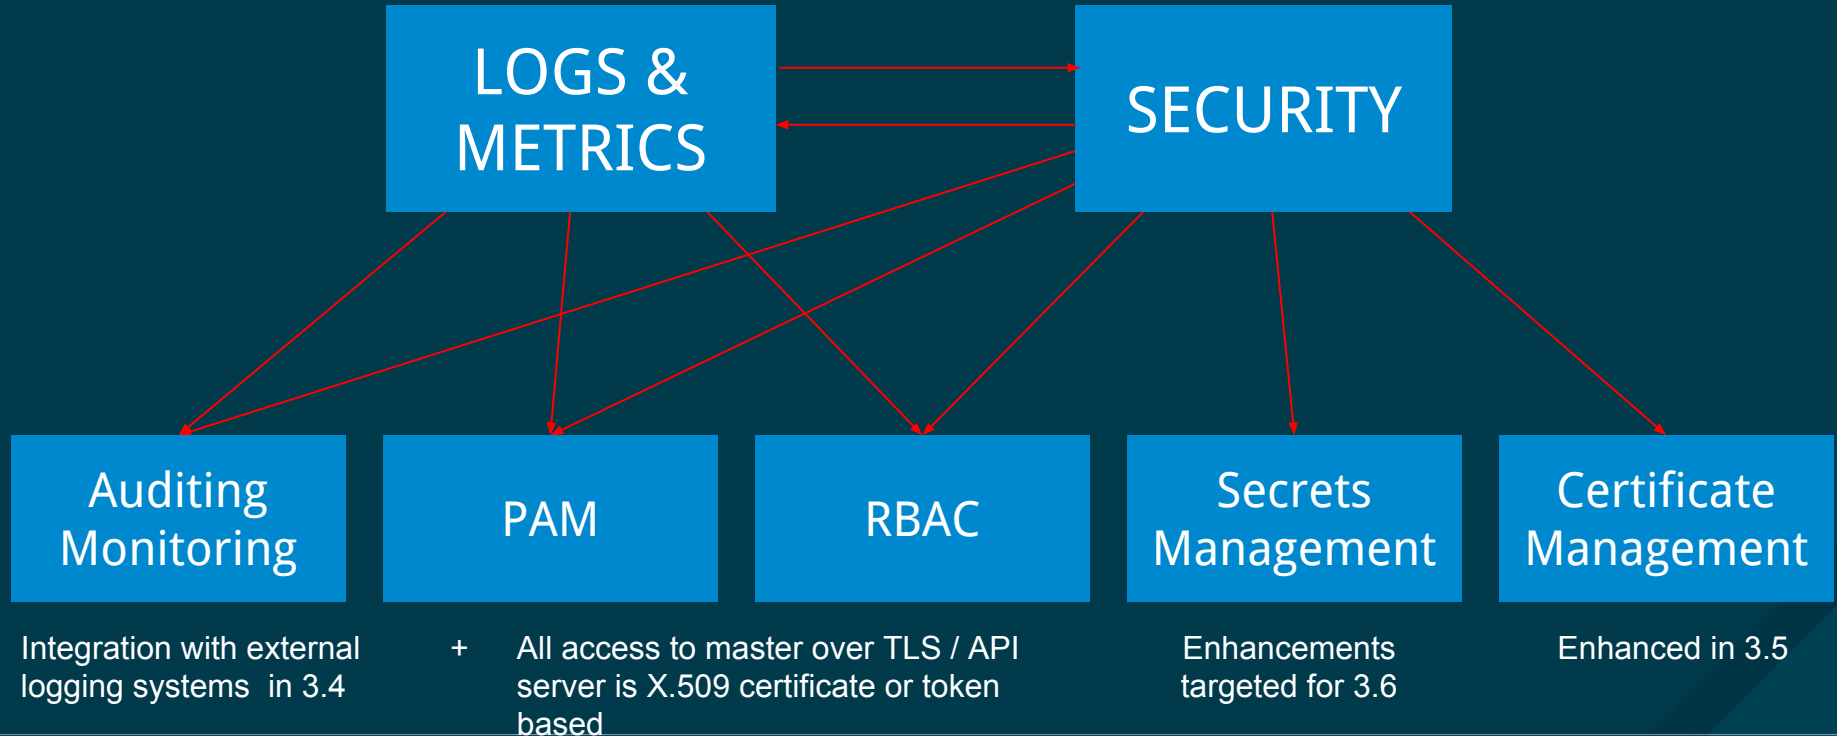 LOGS &
METRICS
SECURITY
Auditing
Monitoring
PAM
RBAC
Secrets
Management
Certificate
Management
Integration with external
logging systems  in 3.4
+
All access to master over TLS / API
server is X.509 certificate or token
based
Enhancements
targeted for 3.6
Enhanced in 3.5